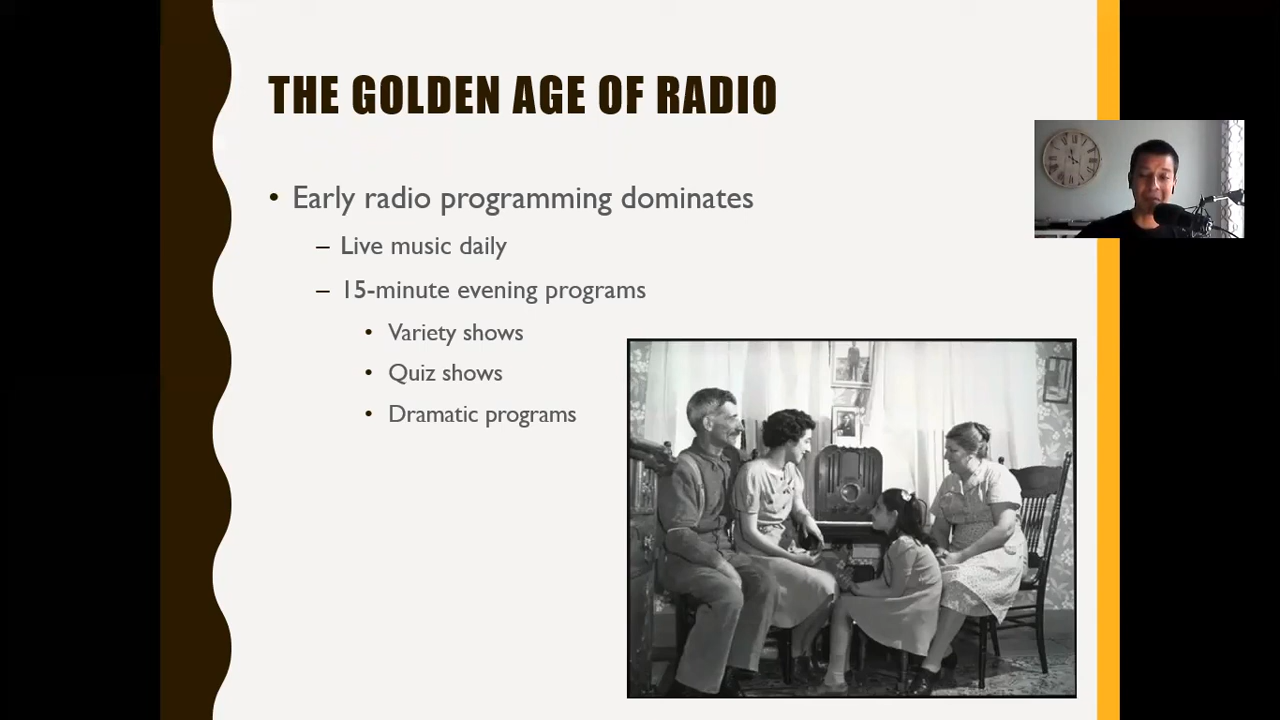 THE GOLDEN AGE OF RADIO
• Early radio programming dominates
– Live music daily
– 15-minute evening programs
• Variety shows
• Quiz shows
• Dramatic programs